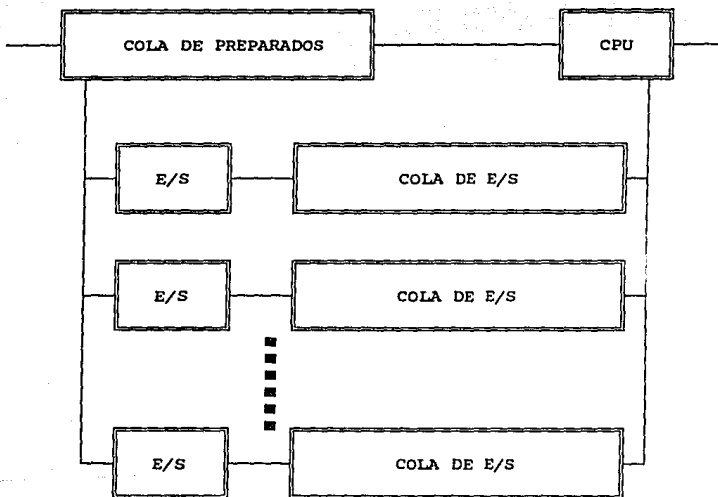 COLA DE PREPARADOS
CPU
E/S
COLA DE E/S
E/S
COLA DE E/S
E/S
COLA DE E/S